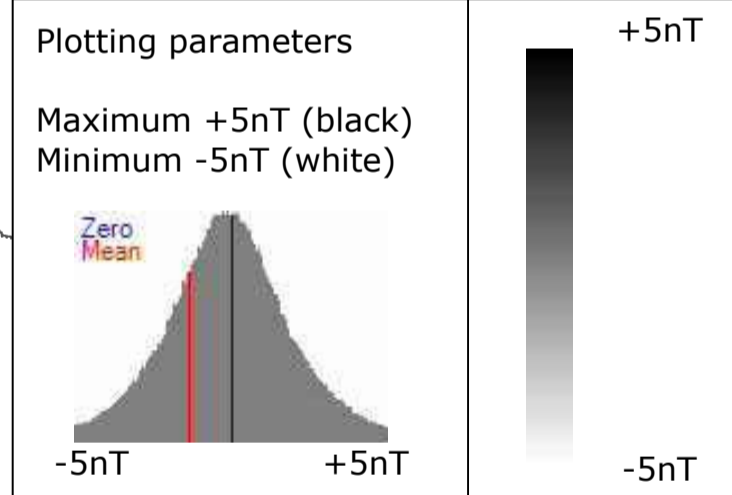 Plotting parameters
Maximum +5nT (black)
Minimum -5nT (white)
Zero
Mean
-5nT
+5nT
+5nT
-5nT